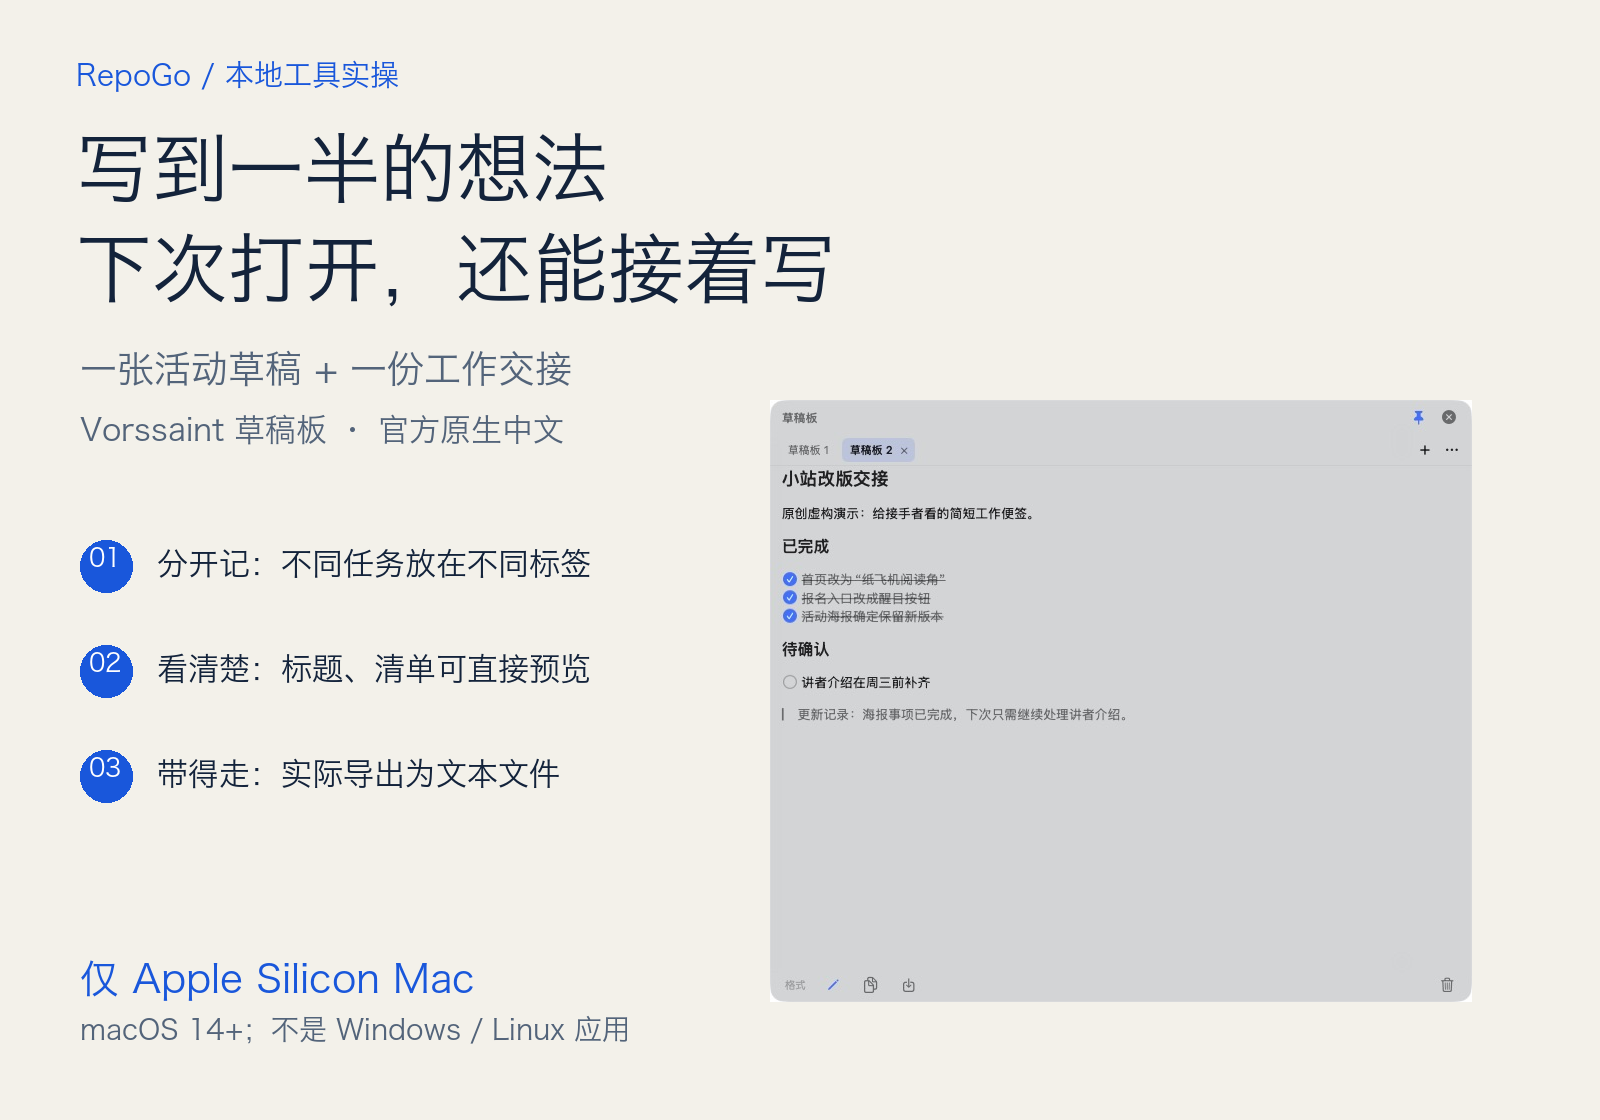 RepoGo / 本地工具实操
写到一半的想法
下次打开，还能接着写
一张活动草稿 + 一份工作交接
Vorssaint 草稿板 · 官方原生中文
01 分开记：不同任务放在不同标签
02 看清楚：标题、清单可直接预览
03 带得走：实际导出为文本文件
仅 Apple Silicon Mac
macOS 14+；不是 Windows / Linux 应用
草稿板
草稿板 1 草稿板 2
小站改版交接
原创虚构演示：给接手者看的简短工作便签。
已完成
首页改为“纸飞机阅读角”
报名入口改成醒目按钮
活动海报确定保留新版本
待确认
讲者介绍在周三前补齐
更新记录：海报事项已完成，下次只需继续处理讲者介绍。
格式